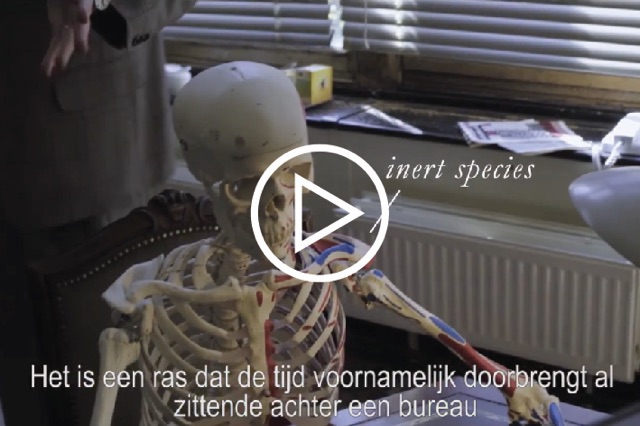 inert species
Het is een ras dat de tijd voornamelijk doorbrengt al
zittende achter een bureau